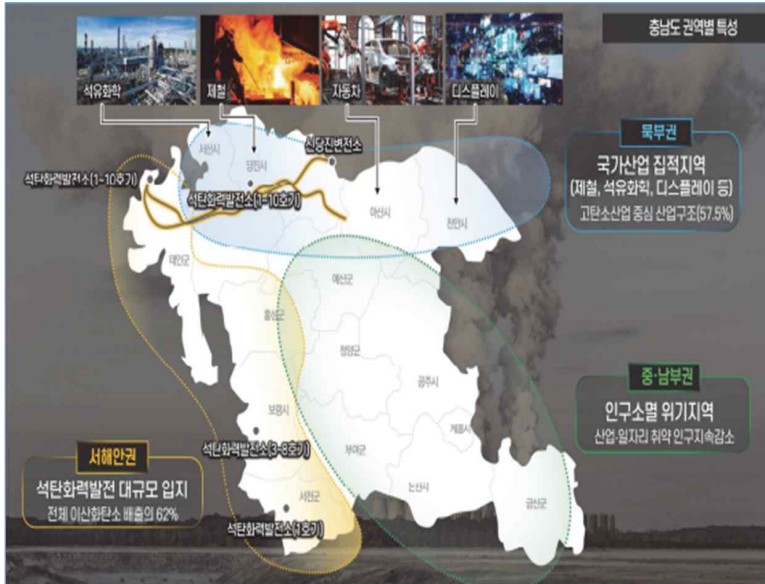 충남도 권역별 특성
석유화학
제철
자동차
디스플레이
북부권
국가산업 집적지역
(제철, 석유화학, 디스플레이 등)
고탄소산업 중심 산업구조(57.5%)
서산시
당진시
신당진변전소
석탄화력발전소(1~10호기)
석탄화력발전소(1~10호기)
아산시
천안시
태안군
예산군
홍성군
청양군
공주시
중·남부권
인구소멸 위기지역
산업·일자리 취약 인구지속감소
보령시
계룡시
석탄화력발전소(3~8호기)
부여군
논산시
서해안권
석탄화력발전 대규모 입지
전체 이산화탄소 배출의 62%
서천군
금산군
석탄화력발전소(1호기)